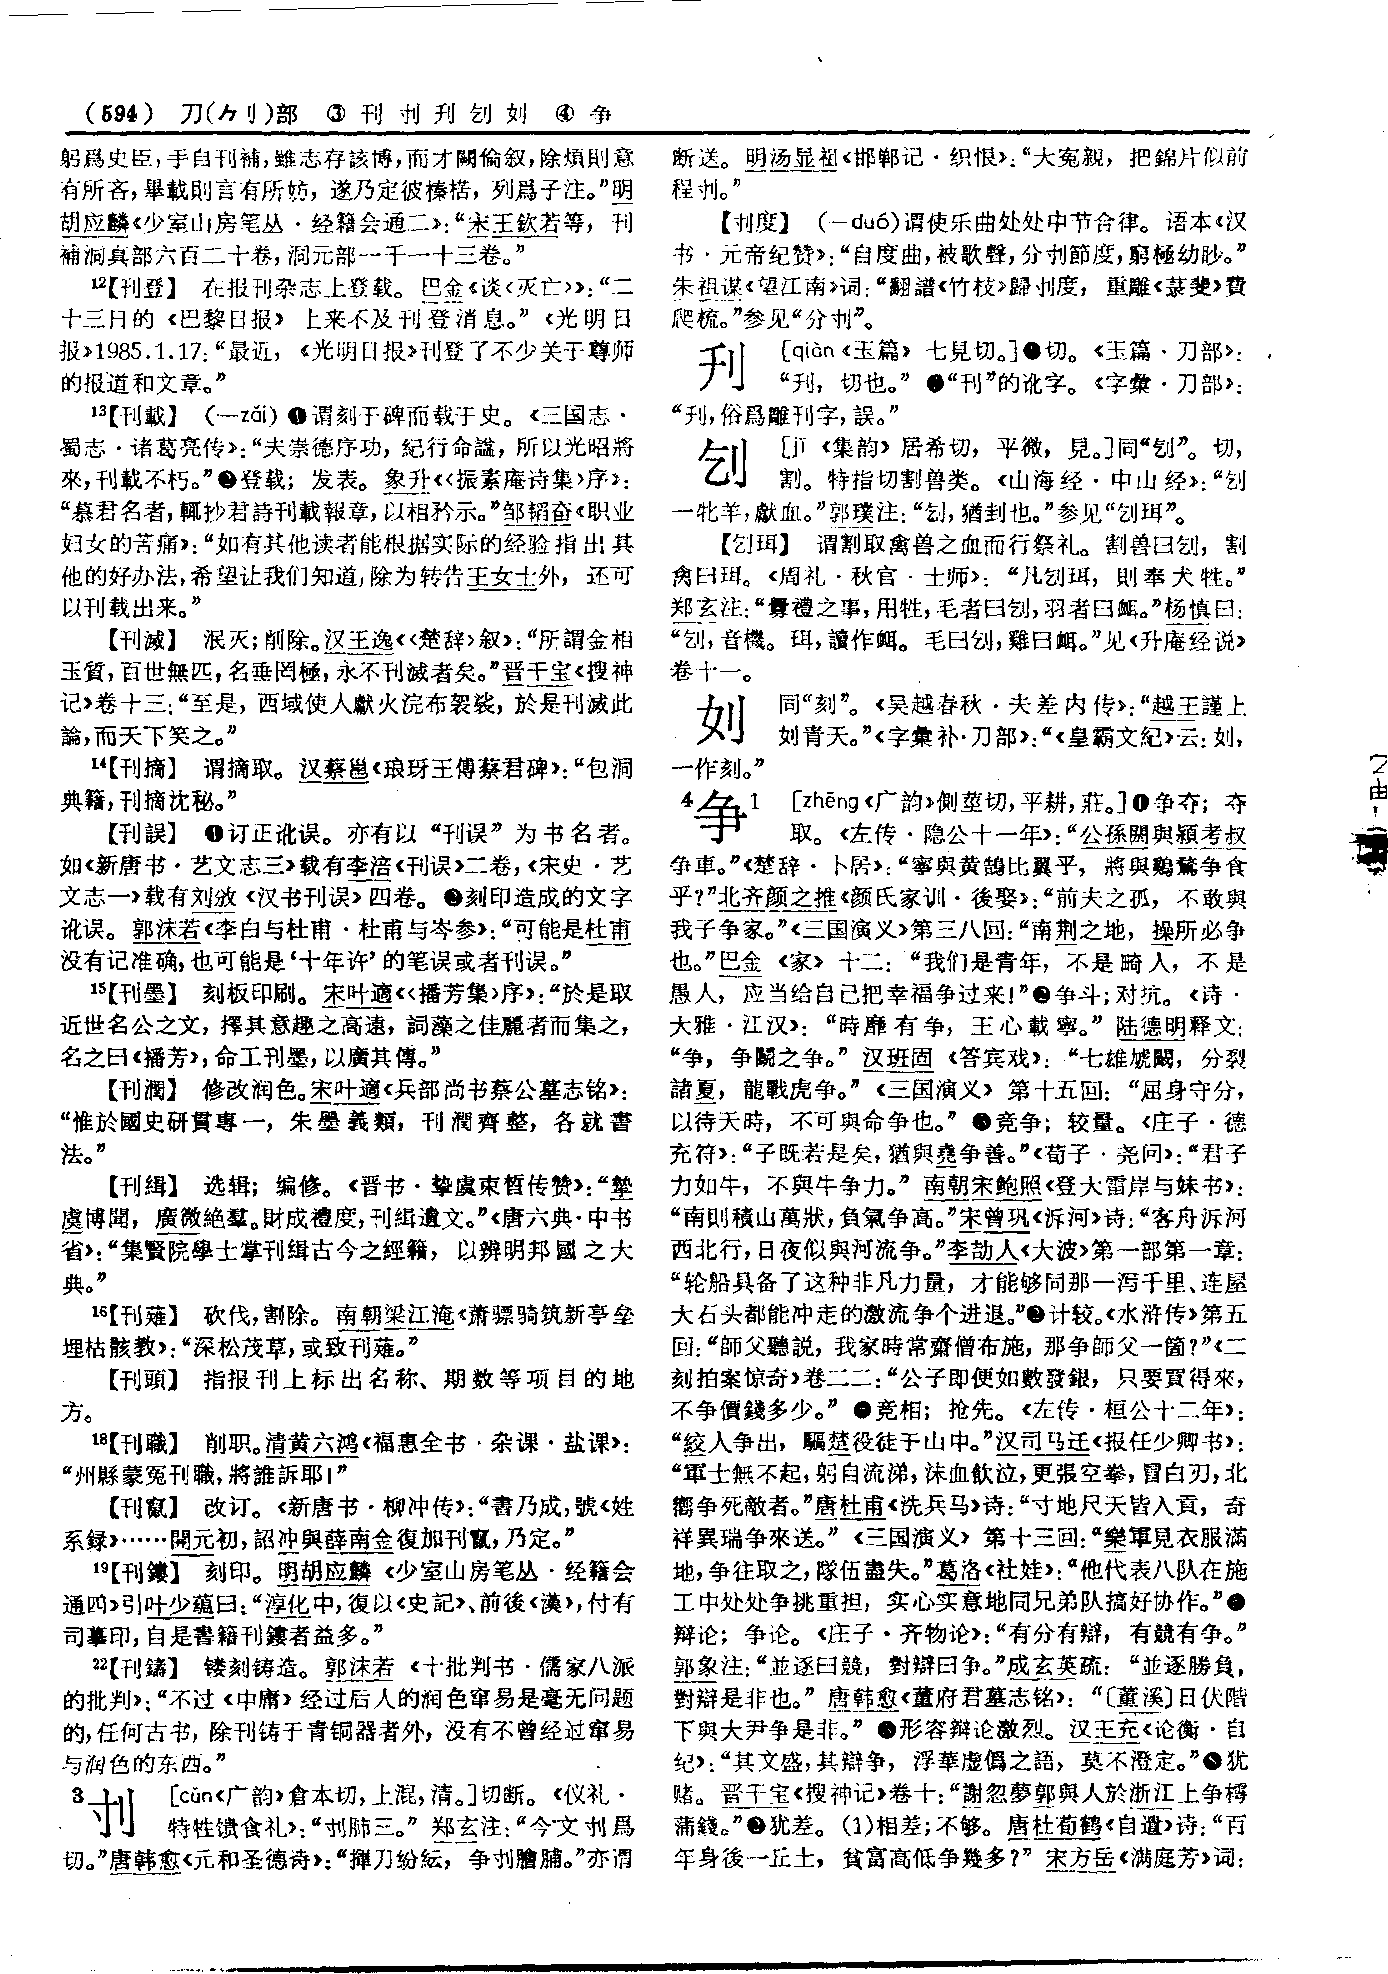 (594) 刀(⺈刂)部 ③ 刊 刌 刋 刉 刘 ④ 争
躬爲史臣，手自刊補，雖志存該博，而才闕倫叙，除煩則意
有所吝，畢載則言有所妨，遂乃定彼榛楛，列爲子注。”明
胡应麟《少室山房笔丛·经籍会通二》：“宋王钦若等，刊
補洞真部六百二十卷，洞元部一千一十三卷。”
12【刊登】 在报刊杂志上登载。巴金《谈〈灭亡〉》：“二
十三日的《巴黎日报》上来不及刊登消息。”《光明日
报》1985.1.17：“最近，《光明日报》刊登了不少关于尊师
的报道和文章。”
13【刊載】 (—zǎi) ❶谓刻于碑而载于史。《三国志·
蜀志·诸葛亮传》：“夫崇德序功，紀行命謚，所以光昭將
來，刊載不朽。”❷登载；发表。象升《〈振素庵诗集〉序》：
“慕君名者，輒抄君詩刊載報章，以相矜示。”邹韬奋《职业
妇女的苦痛》：“如有其他读者能根据实际的经验指出其
他的好办法，希望让我们知道，除为转告王女士外，还可
以刊载出来。”
【刊滅】 泯灭；削除。汉王逸《〈楚辞〉叙》：“所謂金相
玉質，百世無匹，名垂罔極，永不刊滅者矣。”晋干宝《搜神
记》卷十三：“至是，西域使人獻火浣布袈裟，於是刊滅此
論，而天下笑之。”
14【刊摘】 谓摘取。汉蔡邕《琅玡王傅蔡君碑》：“包洞
典籍，刊摘沈秘。”
【刊誤】 ❶订正讹误。亦有以“刊误”为书名者。
如《新唐书·艺文志三》载有李涪《刊误》二卷，《宋史·艺
文志一》载有刘攽《汉书刊误》四卷。❷刻印造成的文字
讹误。郭沫若《李白与杜甫·杜甫与岑参》：“可能是杜甫
没有记准确，也可能是‘十年许’的笔误或者刊误。”
15【刊墨】 刻板印刷。宋叶適《〈播芳集〉序》：“於是取
近世名公之文，擇其意趣之高遠，詞藻之佳麗者而集之，
名之曰《播芳》，命工刊墨，以廣其傳。”
【刊潤】 修改润色。宋叶適《兵部尚书蔡公墓志铭》：
“惟於國史研貫專一，朱墨義類，刊潤齊整，各就書
法。”
【刊緝】 选辑；编修。《晋书·挚虞束皙传赞》：“摯
虞博聞，廣微絶羣。財成禮度，刊缉遺文。”《唐六典·中书
省》：“集賢院學士掌刊缉古今之經籍，以辨明邦國之大
典。”
16【刊薙】 砍伐，割除。南朝梁江淹《萧骠骑筑新亭垒
埋枯骸教》：“深松茂草，或致刊薙。”
【刊頭】 指报刊上标出名称、期数等项目的地
方。
18【刊職】 削职。清黄六鸿《福惠全书·杂课·盐课》：
“州縣蒙冤刊職，將誰訴耶！”
【刊竄】 改订。《新唐书·柳冲传》：“書乃成，號《姓
系録》……開元初，詔冲與薛南金復加刊竄，乃定。”
19【刊鏤】 刻印。明胡应麟《少室山房笔丛·经籍会
通四》引叶少蕴曰：“淳化中，復以《史記》、前後《漢》，付有
司摹印，自是書籍刊鏤者益多。”
22【刊鑄】 镂刻铸造。郭沫若《十批判书·儒家八派
的批判》：“不过《中庸》经过后人的润色窜易是毫无问题
的，任何古书，除刊铸于青铜器者外，没有不曾经过窜易
与润色的东西。”
3刌 [cǔn《广韵》倉本切，上混，清。]切断。《仪礼·
特牲馈食礼》：“刌肺三。”郑玄注：“今文刌爲
切。”唐韩愈《元和圣德诗》：“揮刀紛紜，争刌膾脯。”亦谓
断送。明汤显祖《邯郸记·织恨》：“大冤親，把錦片似前
程刌。”
【刌度】 (—duó)谓使乐曲处处中节合律。语本《汉
书·元帝纪赞》：“自度曲，被歌聲，分刌節度，窮極幼眇。”
朱祖谋《望江南》词：“翻譜《竹枝》歸刌度，重雕《菉斐》費
爬梳。”参见“分刌”。
刋 [qiàn《玉篇》七見切。]❶切。《玉篇·刀部》：
“刋，切也。”❷“刊”的讹字。《字彙·刀部》：
“刋，俗爲雕刊字，誤。”
刉 [jī《集韵》居希切，平微，見。]同“刏”。切，
割。特指切割兽类。《山海经·中山经》：“刉
一牝羊，獻血。”郭璞注：“刉，猶刲也。”参见“刉珥”。
【刉珥】 谓割取禽兽之血而行祭礼。割兽曰刉，割
禽曰珥。《周礼·秋官·士师》：“凡刉珥，則奉犬牲。”
郑玄注：“釁禮之事，用牲，毛者曰刉，羽者曰衈。”杨慎曰：
“刉，音機。珥，讀作衈。毛曰刉，雞曰衈。”见《升庵经说》
卷十一。
刘 同“刻”。《吴越春秋·夫差内传》：“越王謹上
刘青天。”《字彙补·刀部》：“《皇霸文紀》云：刘，
一作刻。”
4争1 [zhēng《广韵》側莖切，平耕，莊。]❶争夺；夺
取。《左传·隐公十一年》：“公孫閼與潁考叔
争車。”《楚辞·卜居》：“寧與黄鵠比翼乎，將與鷄鶩争食
乎？”北齐颜之推《颜氏家训·後娶》：“前夫之孤，不敢與
我子争家。”《三国演义》第三八回：“南荆之地，操所必争
也。”巴金《家》十二：“我们是青年，不是畸人，不是
愚人，应当给自己把幸福争过来！”❷争斗；对抗。《诗·
大雅·江汉》：“時靡有争，王心載寧。”陆德明释文：
“争，争鬭之争。”汉班固《答宾戏》：“七雄虓闞，分裂
諸夏，龍戰虎争。”《三国演义》第十五回：“屈身守分，
以待天時，不可與命争也。”❸竞争；较量。《庄子·德
充符》：“子既若是矣，猶與堯争善。”《荀子·尧问》：“君子
力如牛，不與牛争力。”南朝宋鲍照《登大雷岸与妹书》：
“南則積山萬狀，負氣争高。”宋曾巩《泝河》诗：“客舟泝河
西北行，日夜似與河流争。”李劼人《大波》第一部第一章：
“轮船具备了这种非凡力量，才能够同那一泻千里、连屋
大石头都能冲走的激流争个进退。”❹计较。《水浒传》第五
回：“師父聽説，我家時常齋僧布施，那争師父一箇？”《二
刻拍案惊奇》卷二二：“公子即便如數發銀，只要買得來，
不争價錢多少。”❺竞相；抢先。《左传·桓公十二年》：
“絞人争出，驅楚役徒于山中。”汉司马迁《报任少卿书》：
“軍士無不起，躬自流涕，沬血飲泣，更張空拳，冒白刃，北
嚮争死敵者。”唐杜甫《洗兵马》诗：“寸地尺天皆入貢，奇
祥異瑞争來送。”《三国演义》第十三回：“樂軍見衣服滿
地，争往取之，隊伍盡失。”葛洛《社娃》：“他代表八队在施
工中处处争挑重担，实心实意地同兄弟队搞好协作。”❻
辩论；争论。《庄子·齐物论》：“有分有辯，有競有争。”
郭象注：“並逐曰競，對辯曰争。”成玄英疏：“並逐勝負，
對辯是非也。”唐韩愈《董府君墓志铭》：“〔董溪〕日伏階
下與大尹争是非。”❼形容辩论激烈。汉王充《论衡·自
纪》：“其文盛，其辯争，浮華虚僞之語，莫不澄定。”❽犹
赌。晋干宝《搜神记》卷十：“謝忽夢郭與人於浙江上争樗
蒲錢。”❾犹差。(1)相差；不够。唐杜荀鹤《自遣》诗：“百
年身後一丘土，貧富高低争幾多？”宋方岳《满庭芳》词：